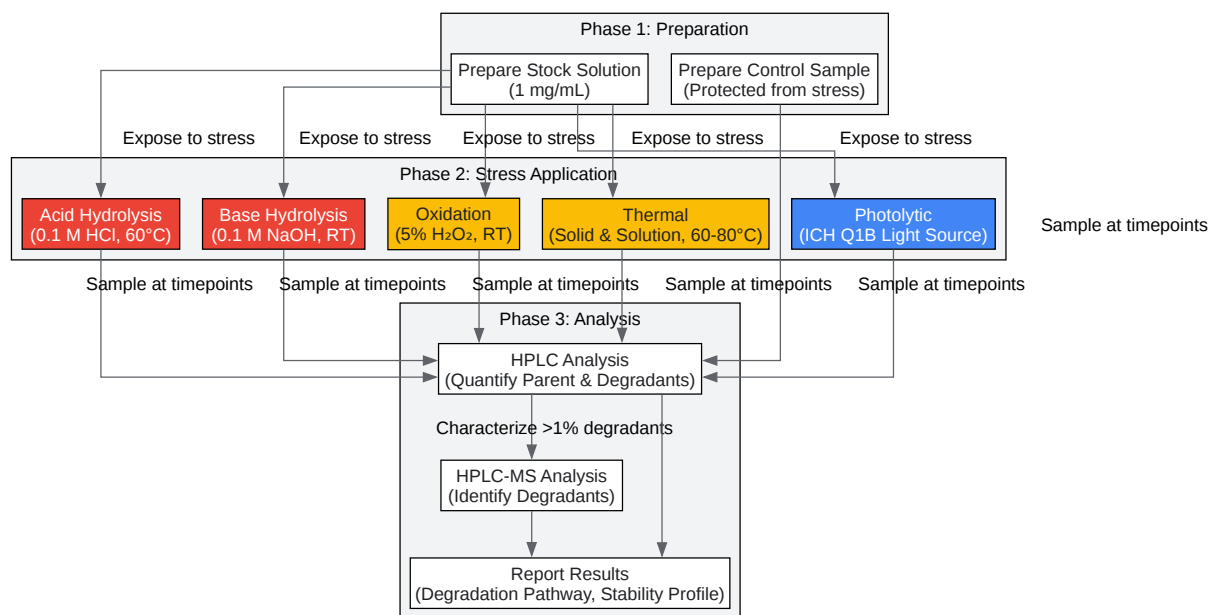 Phase 1: Preparation
Prepare Stock Solution
(1 mg/mL)
Prepare Control Sample
(Protected from stress)
Expose to stress
Expose to stress
Expose to stress
Expose to stress
Expose to stress
Phase 2: Stress Application
Acid Hydrolysis
(0.1 M HCl, 60°C)
Base Hydrolysis
(0.1 M NaOH, RT)
Oxidation
(5% H₂O₂, RT)
Thermal
(Solid & Solution, 60-80°C)
Photolytic
(ICH Q1B Light Source)
Sample at timepoints
Sample at timepoints
Sample at timepoints
Sample at timepoints
Sample at timepoints
Sample at timepoints
Phase 3: Analysis
HPLC Analysis
(Quantify Parent & Degradants)
Characterize >1% degradants
HPLC-MS Analysis
(Identify Degradants)
Report Results
(Degradation Pathway, Stability Profile)